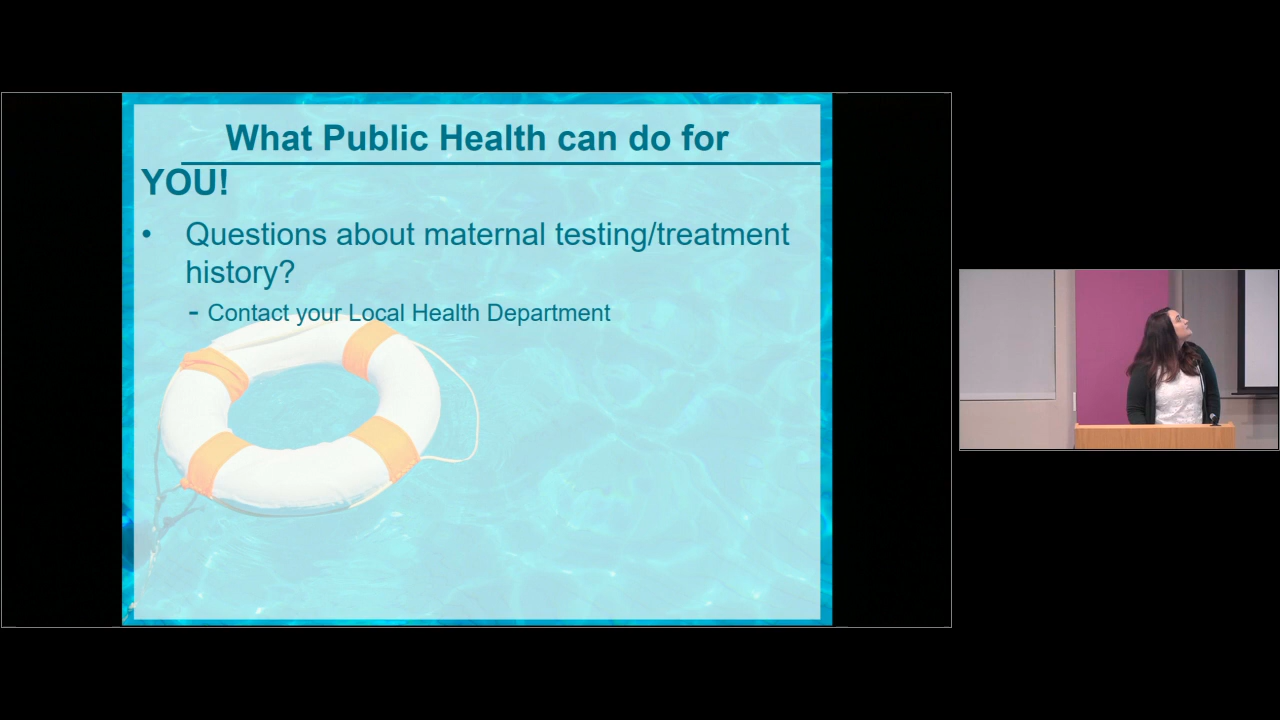 What Public Health can do for
YOU!
• Questions about maternal testing/treatment
history?
- Contact your Local Health Department